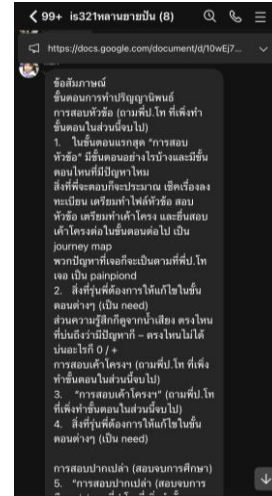 99+ is321หลานยายปัน (8)
https://docs.google.com/document/d/10wEj7...
ข้อสัมภาษณ์
ขั้นตอนการทำปริญญานิพนธ์
การสอบหัวข้อ (ถามพี่ป.โท ที่เพิ่งทำ
ขั้นตอนในส่วนนี้จบไป)
1. ในขั้นตอนแรกสุด "การสอบ
หัวข้อ" มีขั้นตอนอย่างไรบ้างและมีขั้น
ตอนไหนที่มีปัญหาไหม
สิ่งที่พี่จะตอบก็จะประมาณ เช็คเรื่องลง
ทะเบียน เตรียมทำไฟล์หัวข้อ สอบ
หัวข้อ เตรียมทำเค้าโครง และยื่นสอบ
เค้าโครงต่อในขั้นตอนต่อไป เป็น
journey map
พวกปัญหาที่เจอก็จะเป็นตามที่พี่ป.โท
เจอ เป็น painpiond
2. สิ่งที่รุ่นพี่ต้องการให้แก้ไขในขั้น
ตอนต่างๆ (เป็น need)
ส่วนความรู้สึกก็ดูจากน้ำเสียง ตรงไหน
ที่บ่นถึงว่ามีปัญหาก็ – ตรงไหนไม่ได้
บ่นอะไรก็ 0 / +
การสอบเค้าโครงฯ (ถามพี่ป.โท ที่เพิ่ง
ทำขั้นตอนในส่วนนี้จบไป)
3. "การสอบเค้าโครงฯ" (ถามพี่ป.โท
ที่เพิ่งทำขั้นตอนในส่วนนี้จบไป)
4. สิ่งที่รุ่นพี่ต้องการให้แก้ไขในขั้น
ตอนต่างๆ (เป็น need)
การสอบปากเปล่า (สอบจบการศึกษา)
5. "การสอบปากเปล่า (สอบจบการ